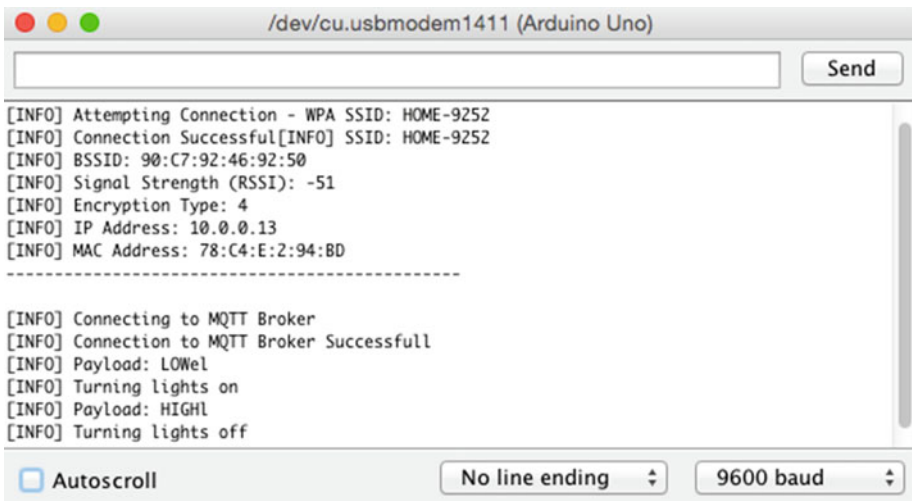 /dev/cu.usbmodem1411 (Arduino Uno)
Send
[INFO] Attempting Connection - WPA SSID: HOME-9252
[INFO] Connection Successful[INFO] SSID: HOME-9252
[INFO] BSSID: 90:C7:92:46:92:50
[INFO] Signal Strength (RSSI): -51
[INFO] Encryption Type: 4
[INFO] IP Address: 10.0.0.13
[INFO] MAC Address: 78:C4:E:2:94:BD
-----------------------------------------------
[INFO] Connecting to MQTT Broker
[INFO] Connection to MQTT Broker Successfull
[INFO] Payload: LOWel
[INFO] Turning lights on
[INFO] Payload: HIGHl
[INFO] Turning lights off
Autoscroll
No line ending
9600 baud